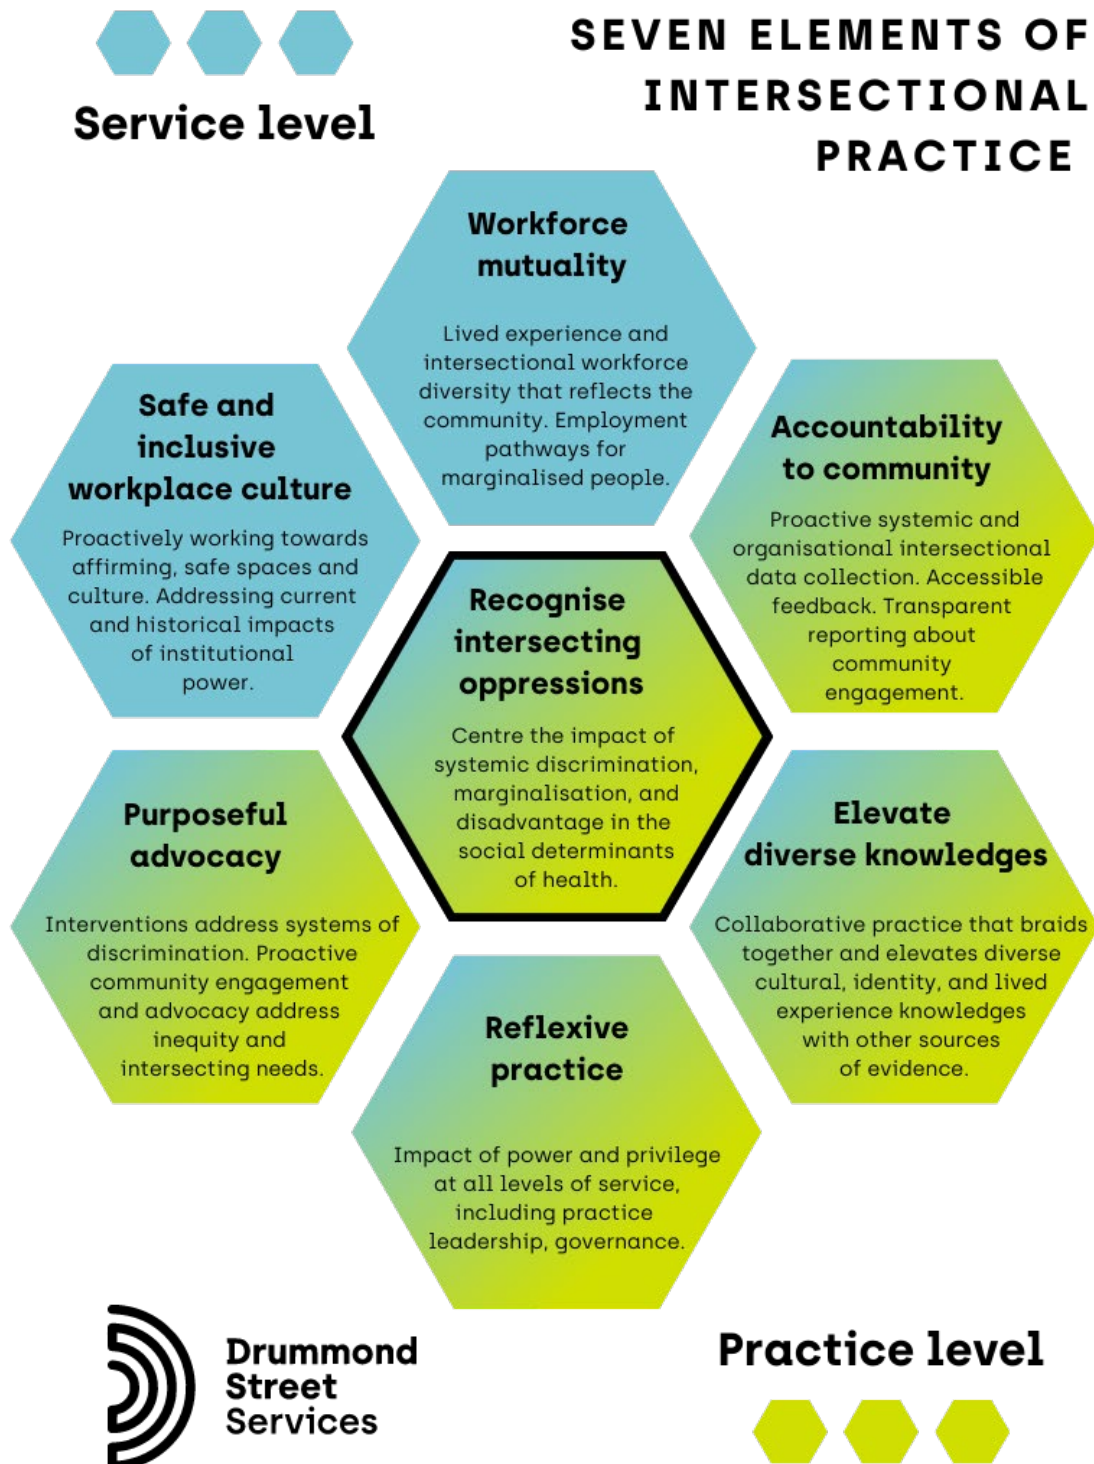 SEVEN ELEMENTS OF
INTERSECTIONAL
PRACTICE
Service level
Workforce
mutuality
Lived experience and
intersectional workforce
diversity that reflects the
community. Employment
pathways for
marginalised people.
Safe and
inclusive
workplace culture
Proactively working towards
affirming, safe spaces and
culture. Addressing current
and historical impacts
of institutional
power.
Accountability
to community
Proactive systemic and
organisational intersectional
data collection. Accessible
feedback. Transparent
reporting about
community
engagement.
Recognise
intersecting
oppressions
Centre the impact of
systemic discrimination,
marginalisation, and
disadvantage in the
social determinants
of health.
Purposeful
advocacy
Interventions address systems of
discrimination. Proactive
community engagement
and advocacy address
inequity and
intersecting needs.
Elevate
diverse knowledges
Collaborative practice that braids
together and elevates diverse
cultural, identity, and lived
experience knowledges
with other sources
of evidence.
Reflexive
practice
Impact of power and privilege
at all levels of service,
including practice
leadership, governance.
Drummond
Street
Services
Practice level